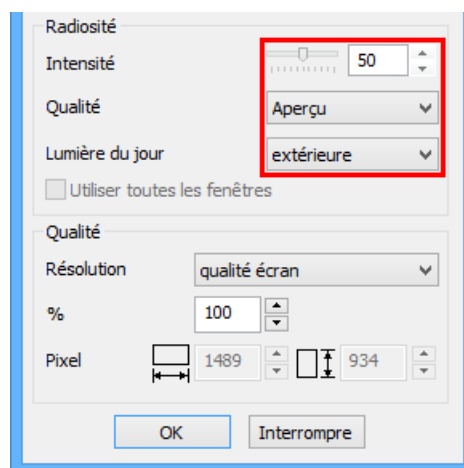 Radiosité
Intensité 50
Qualité Aperçu
Lumière du jour extérieure
Utiliser toutes les fenêtres
Qualité
Résolution qualité écran
% 100
Pixel 1489 934
OK Interrompre